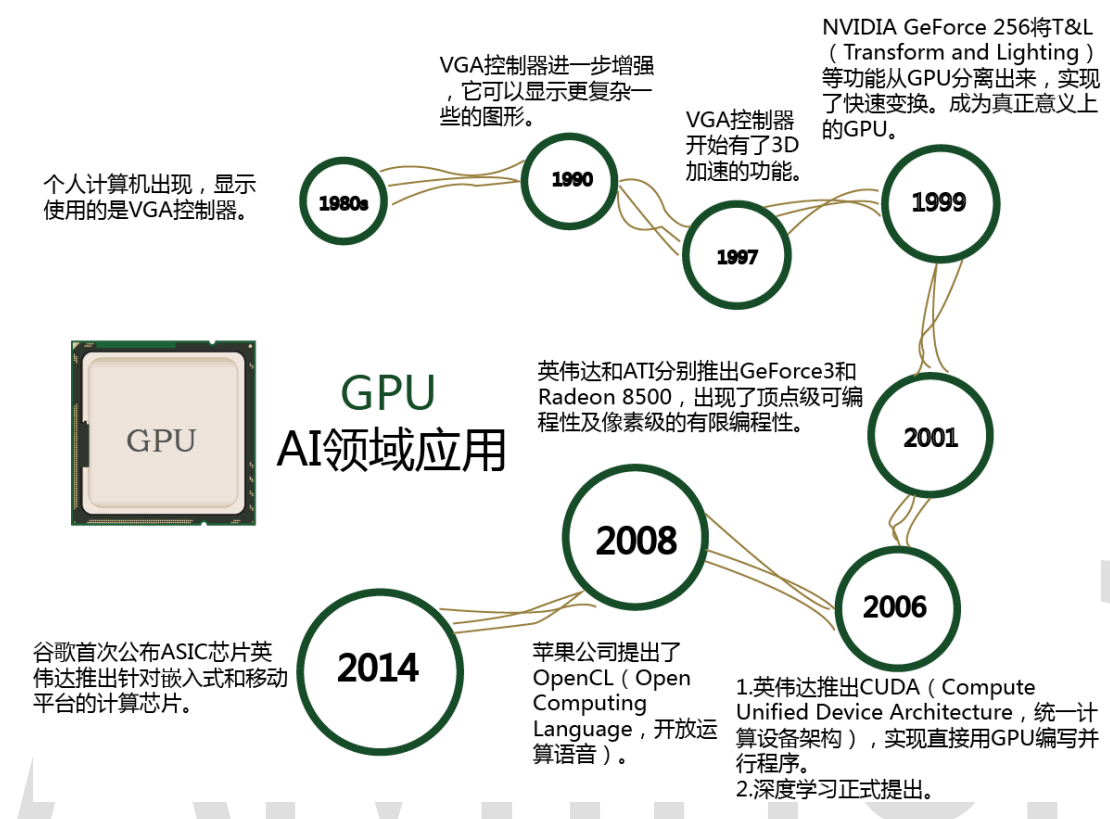 个人计算机出现，显示
使用的是VGA控制器。
1980s
VGA控制器进一步增强
，它可以显示更复杂一
些的图形。
1990
VGA控制器
开始有了3D
加速的功能。
1997
NVIDIA GeForce 256将T&L
（Transform and Lighting）
等功能从GPU分离出来，实现
了快速变换。成为真正意义上
的GPU。
1999
GPU
GPU
AI领域应用
英伟达和ATI分别推出GeForce3和
Radeon 8500，出现了顶点级可编
程性及像素级的有限编程性。
2001
2006
1.英伟达推出CUDA（Compute
Unified Device Architecture，统一计
算设备架构），实现直接用GPU编写并
行程序。
2.深度学习正式提出。
2008
苹果公司提出了
OpenCL（Open
Computing
Language，开放运
算语音）。
2014
谷歌首次公布ASIC芯片英
伟达推出针对嵌入式和移动
平台的计算芯片。